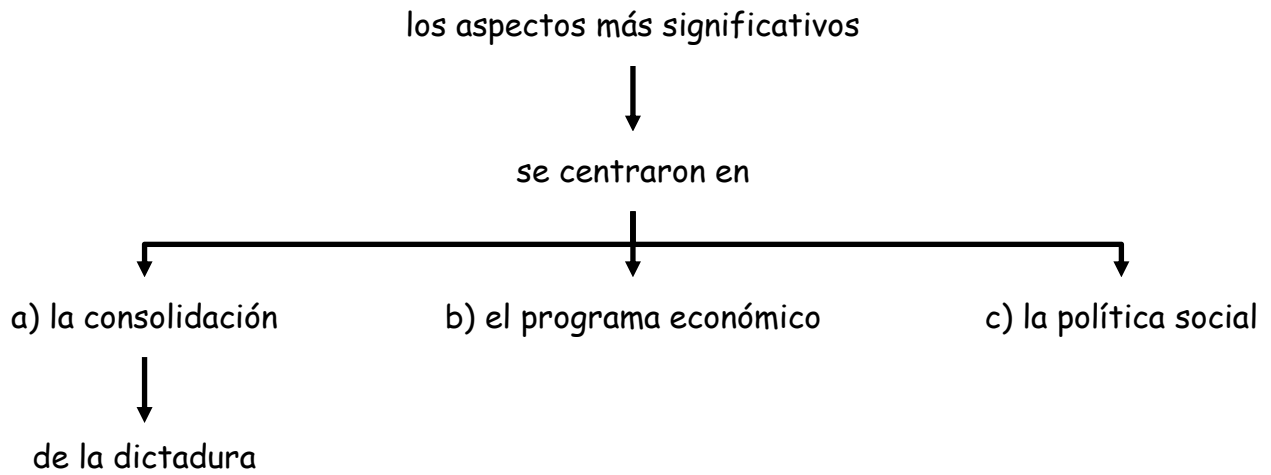 los aspectos más significativos
se centraron en
a) la consolidación
b) el programa económico
c) la política social
de la dictadura